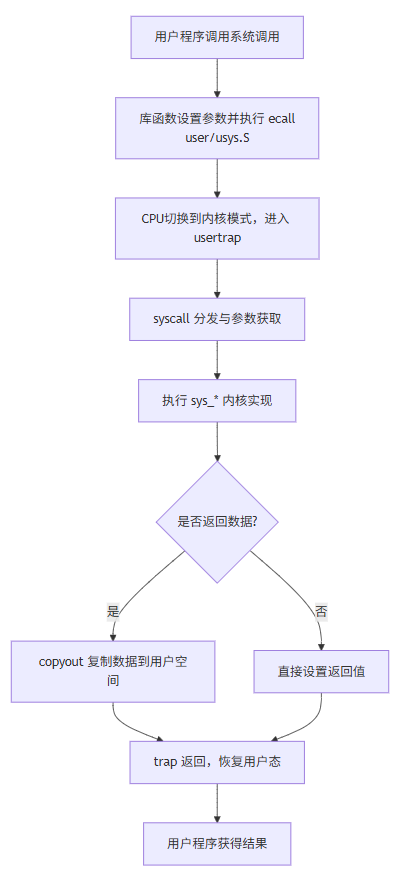 用户程序调用系统调用
库函数设置参数并执行 ecall
user/usys.S
CPU切换到内核模式，进入
usertrap
syscall 分发与参数获取
执行 sys_* 内核实现
是否返回数据?
是
否
copyout 复制数据到用户空
间
直接设置返回值
trap 返回，恢复用户态
用户程序获得结果